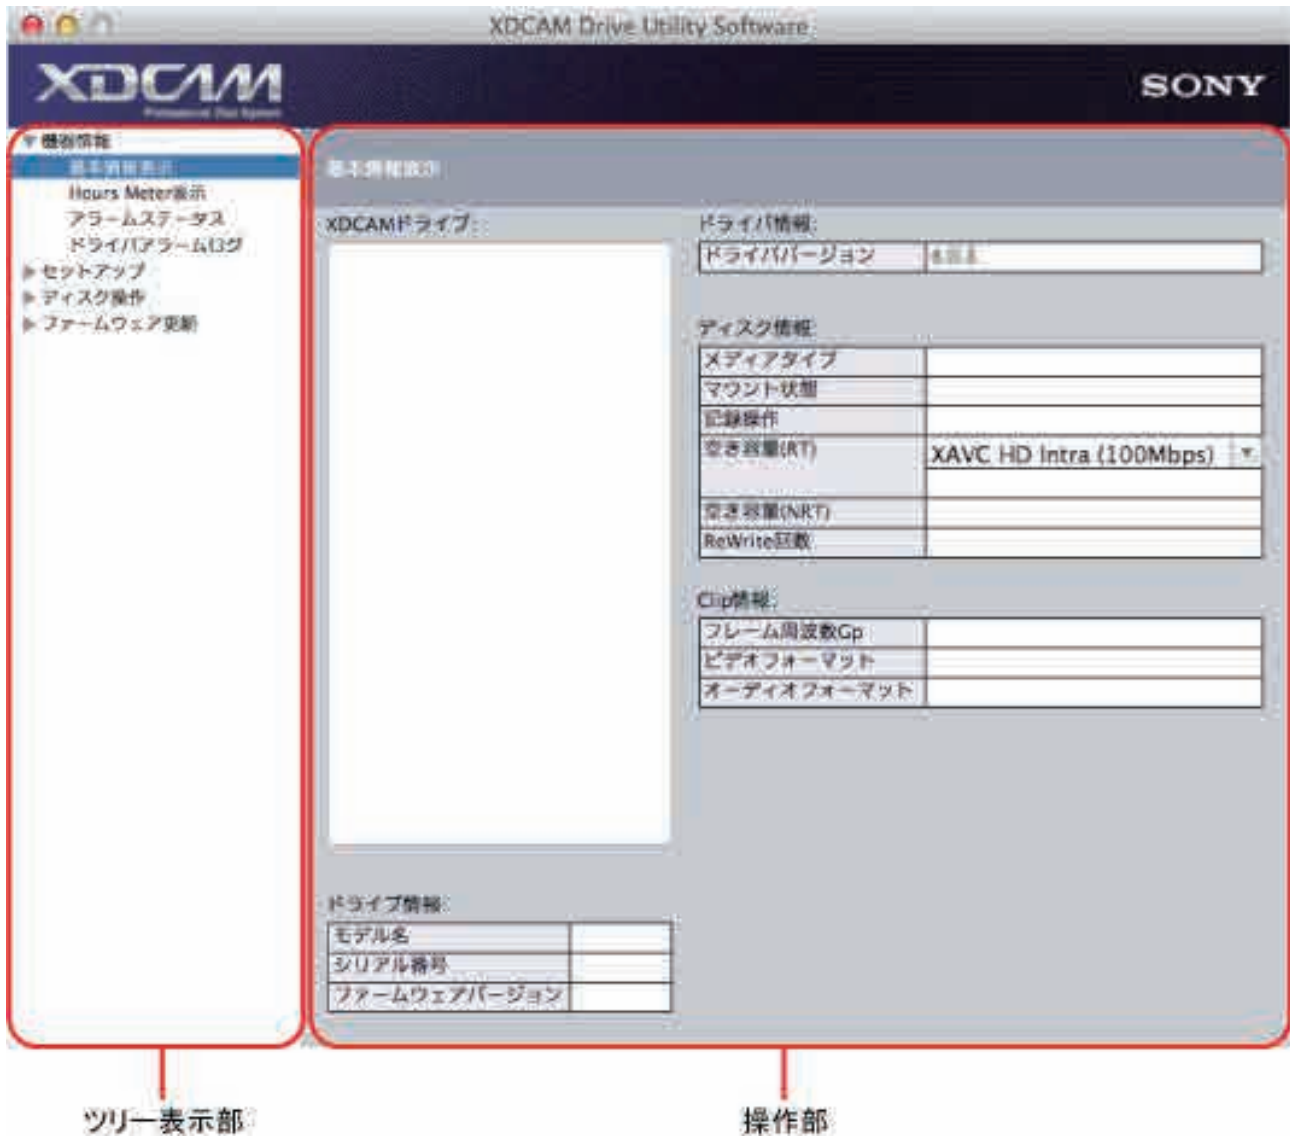 XDCAM Drive Utility Software
XDCAM
Professional Disc System
SONY
機器情報
基本情報表示
Hours Meter表示
アラームステータス
ドライバアラームログ
セットアップ
ディスク操作
ファームウェア更新
基本情報表示
XDCAMドライブ:
ドライブ情報:
モデル名
シリアル番号
ファームウェアバージョン
ドライバ情報:
ドライババージョン
ディスク情報:
メディアタイプ
マウント状態
記録操作
空き容量(RT)
XAVC HD Intra (100Mbps)
空き容量(NRT)
ReWrite回数
Clip情報:
フレーム周波数Gp
ビデオフォーマット
オーディオフォーマット
ツリー表示部
操作部